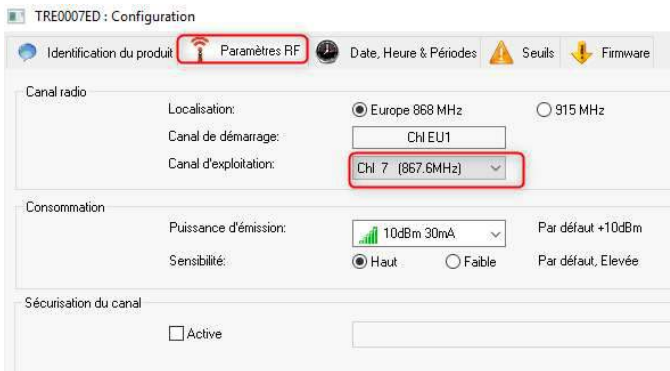 TRE0007ED : Configuration
Identification du produit Paramètres RF Date, Heure & Périodes Seuils Firmware
Canal radio
Localisation: Europe 868 MHz 915 MHz
Canal de démarrage: Chl EU1
Canal d'exploitation: Chl 7 (867.6MHz)
Consommation
Puissance d'émission: 10dBm 30mA Par défaut +10dBm
Sensibilité: Haut Faible Par défaut, Elevée
Sécurisation du canal
Active